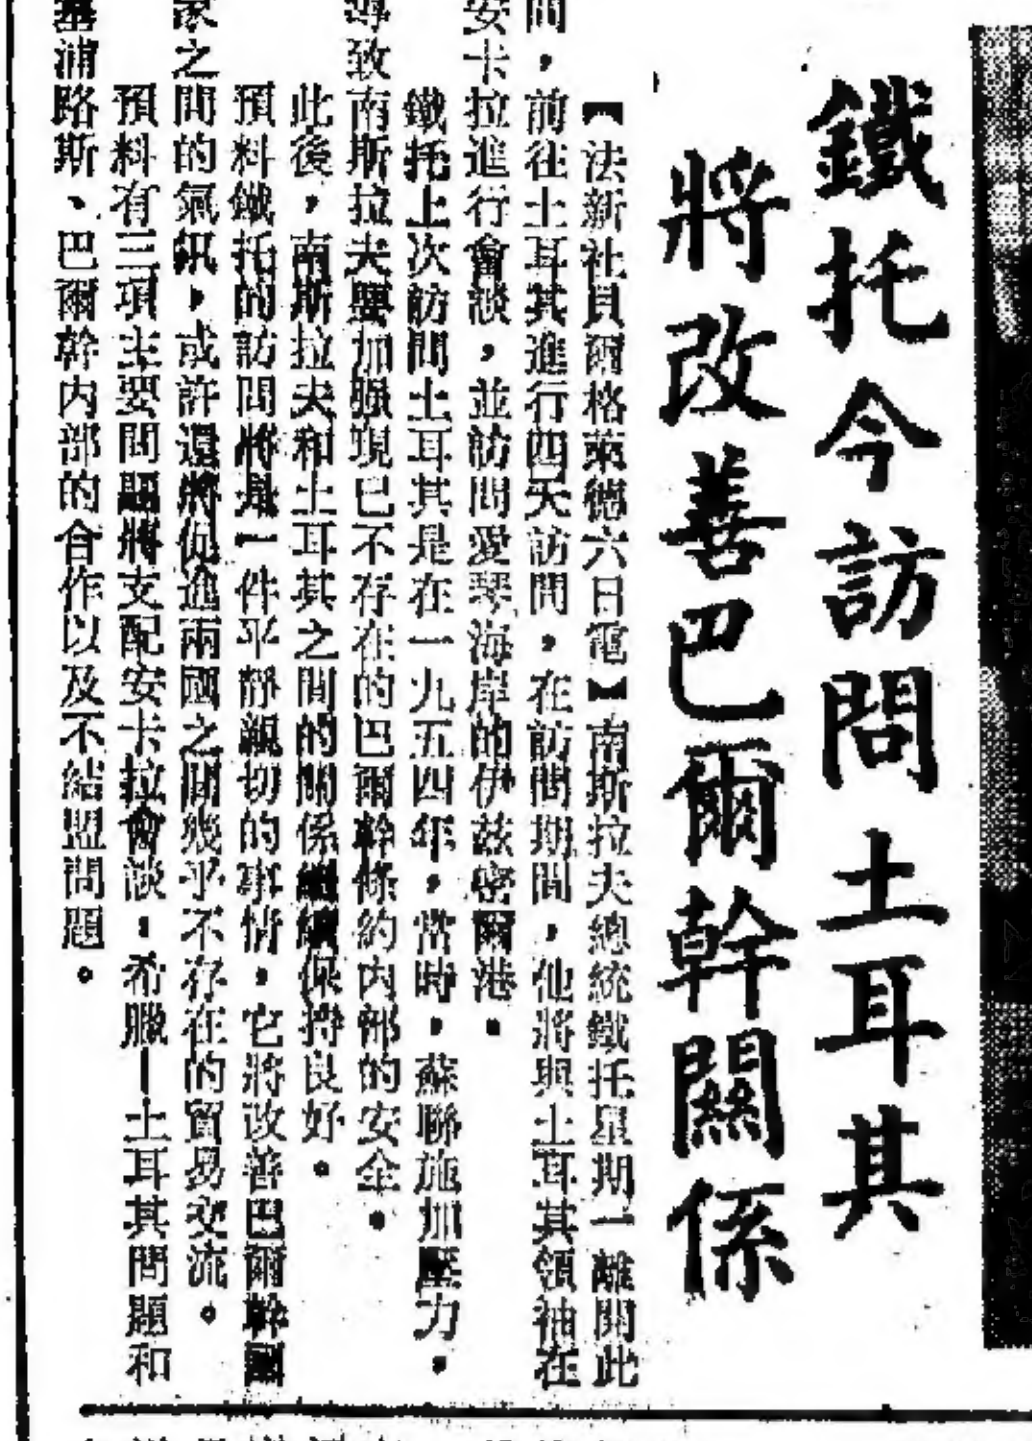 鐵托今訪問土耳其
將改善巴爾幹關係
【法新社貝爾格萊德六日電】南斯拉夫總統鐵托星期一離開此
間，前往土耳其進行四天訪問，在訪問期間，他將與土耳其領袖在
安卡拉進行會談，並訪問愛琴海岸的伊茲密爾港。
鐵托上次訪問土耳其是在一九五四年，當時，蘇聯施加壓力，
導致南斯拉夫要加強現已不存在的巴爾幹條約內部的安全。
此後，南斯拉夫和土耳其之間的關係繼續保持良好。
預料鐵托的訪問將是一件平靜親切的事情，它將改善巴爾幹國
家之間的氣氛，或許還將促進兩國之間幾乎不存在的貿易交流。
預料有三項主要問題將支配安卡拉會談：希臘—土耳其問題和
塞浦路斯、巴爾幹內部的合作以及不結盟問題。